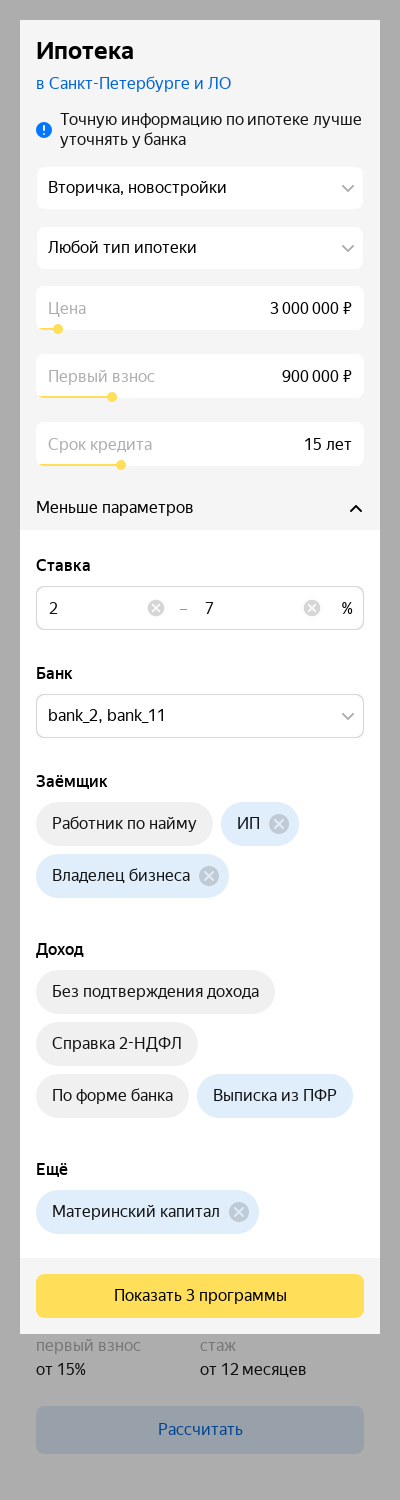 Ипотека
в Санкт-Петербурге и ЛО
Точную информацию по ипотеке лучше
уточнять у банка
Вторичка, новостройки
Любой тип ипотеки
Цена 3 000 000 ₽
Первый взнос 900 000 ₽
Срок кредита 15 лет
Меньше параметров
Ставка
2 – 7 %
Банк
bank_2, bank_11
Заёмщик
Работник по найму ИП
Владелец бизнеса
Доход
Без подтверждения дохода
Справка 2-НДФЛ
По форме банка Выписка из ПФР
Ещё
Материнский капитал
Показать 3 программы
первый взнос стаж
от 15% от 12 месяцев
Рассчитать